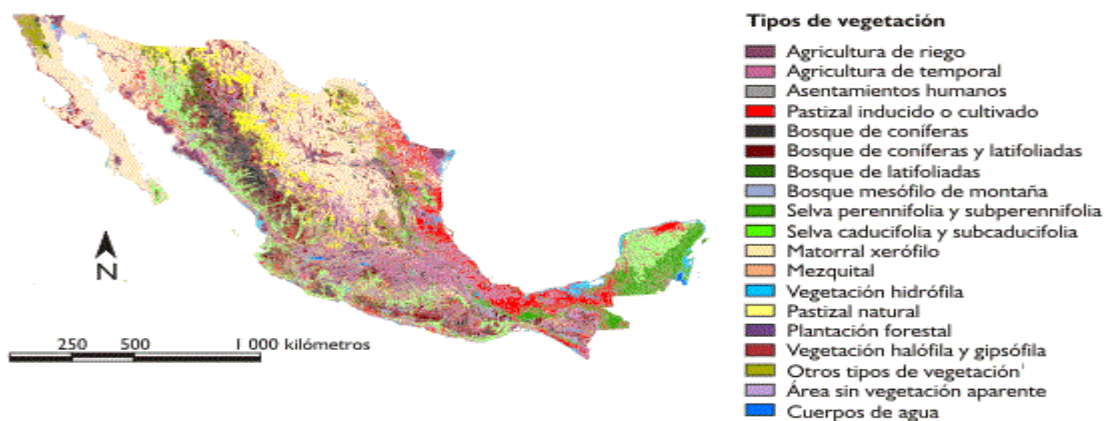 Tipos de vegetación
Agricultura de riego
Agricultura de temporal
Asentamientos humanos
Pastizal inducido o cultivado
Bosque de coníferas
Bosque de coníferas y latifoliadas
Bosque de latifoliadas
Bosque mesófilo de montaña
Selva perennifolia y subperennifolia
Selva caducifolia y subcaducifolia
Matorral xerófilo
Mezquital
Vegetación hidrófila
Pastizal natural
Plantación forestal
Vegetación halófila y gipsófila
Otros tipos de vegetación¹
Área sin vegetación aparente
Cuerpos de agua
N
250 500 1 000 kilómetros